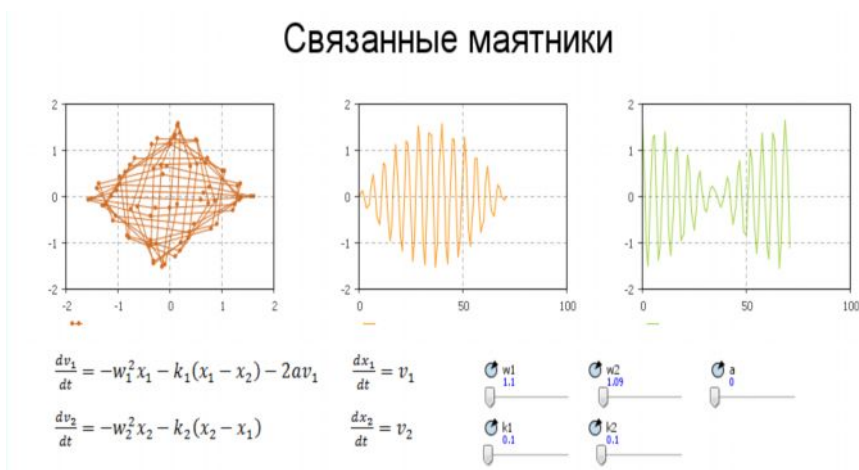 Связанные маятники
2
1
0
-1
-2
-2 -1 0 1 2
2
1
0
-1
-2
0 50 100
2
1
0
-1
-2
0 50 100
dv₁/dt = −w₁²x₁ − k₁(x₁ − x₂) − 2av₁
dx₁/dt = v₁
dv₂/dt = −w₂²x₂ − k₂(x₂ − x₁)
dx₂/dt = v₂
w1
1.1
w2
1.09
a
0
k1
0.1
k2
0.1